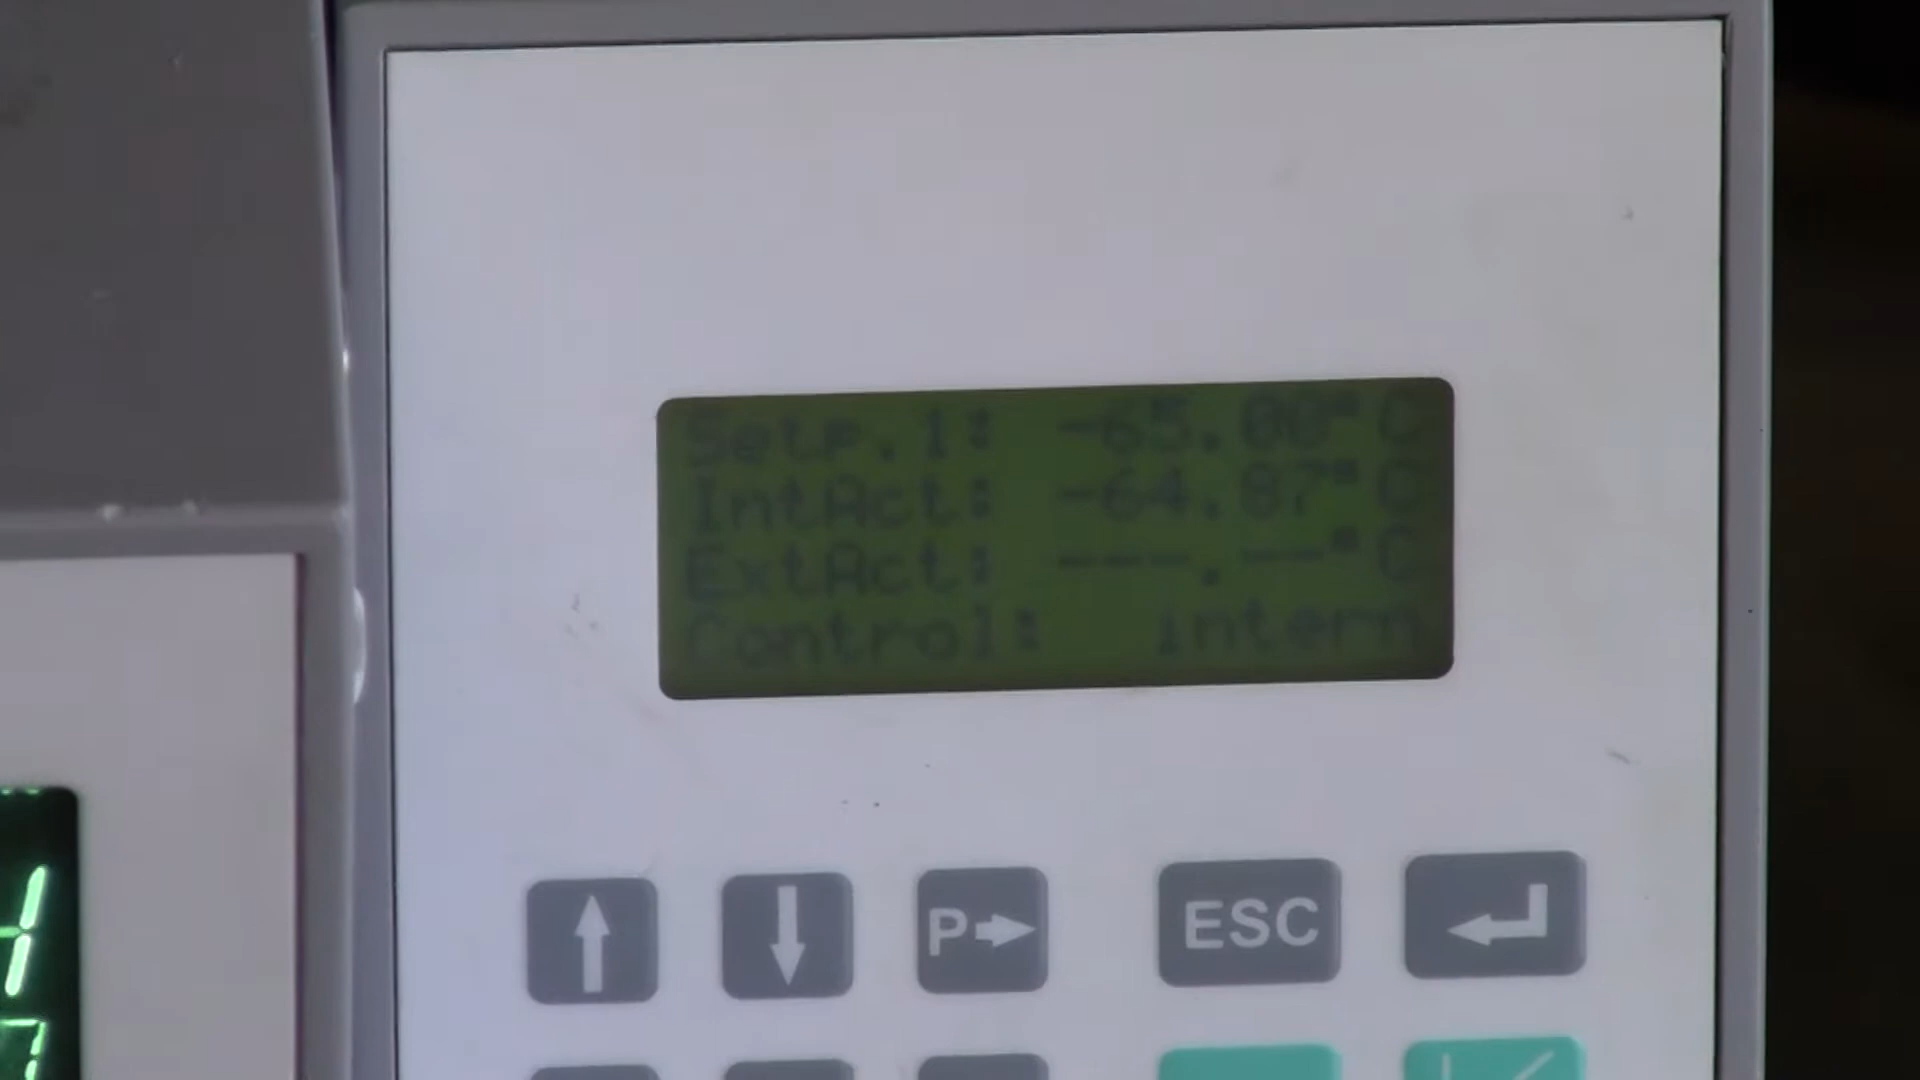 Setp.1: -65.00°C
IntAct: -64.87°C
ExtAct: ---.--°C
Control: intern
P ESC